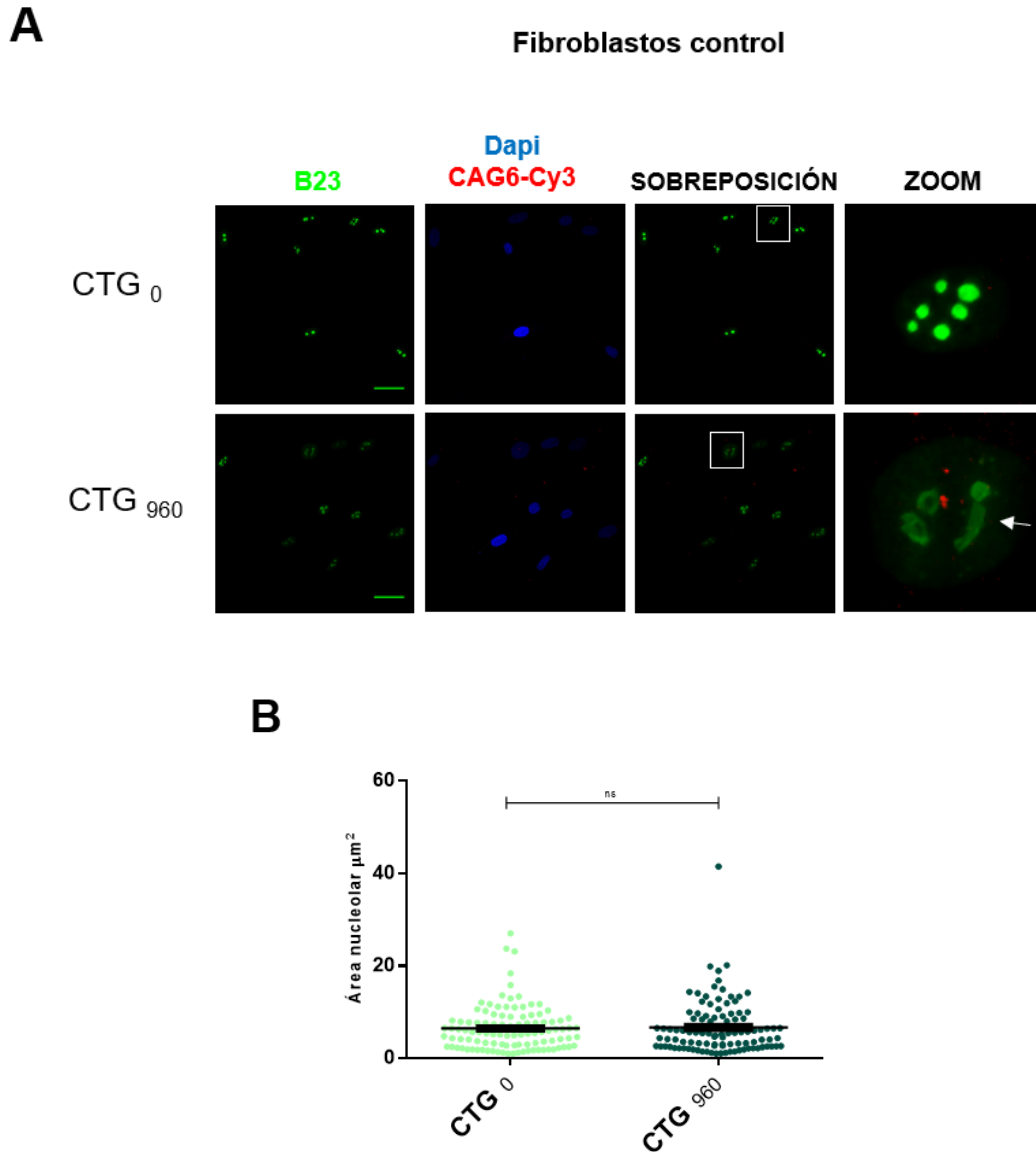 A
Fibroblastos control
B23
Dapi
CAG6-Cy3
SOBREPOSICIÓN
ZOOM
CTG 0
CTG 960
B
60
40
20
0
Área nucleolar µm2
ns
CTG 0
CTG 960